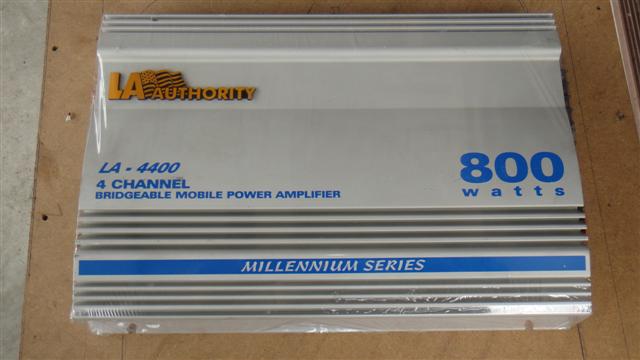 LA AUTHORITY
LA - 4400
4 CHANNEL
BRIDGEABLE MOBILE POWER AMPLIFIER
800
watts
MILLENNIUM SERIES